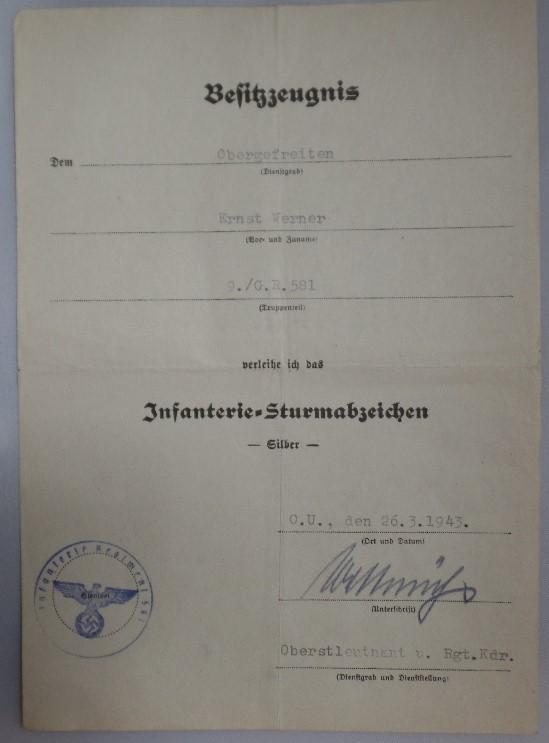 Besitzzeugnis
Dem Obergefreiten
(Dienstgrad)
Ernst Werner
(Vor- und Zuname)
9./G.R.581
(Truppenteil)
verleihe ich das
Infanterie-Sturmabzeichen
— Silber —
O.U., den 26.3.1943.
(Ort und Datum)
(Unterschrift)
Oberstleutnant u. Rgt.Kdr.
(Dienstgrad und Dienststellung)
Infanterie Regiment 581
Dienstsiegel